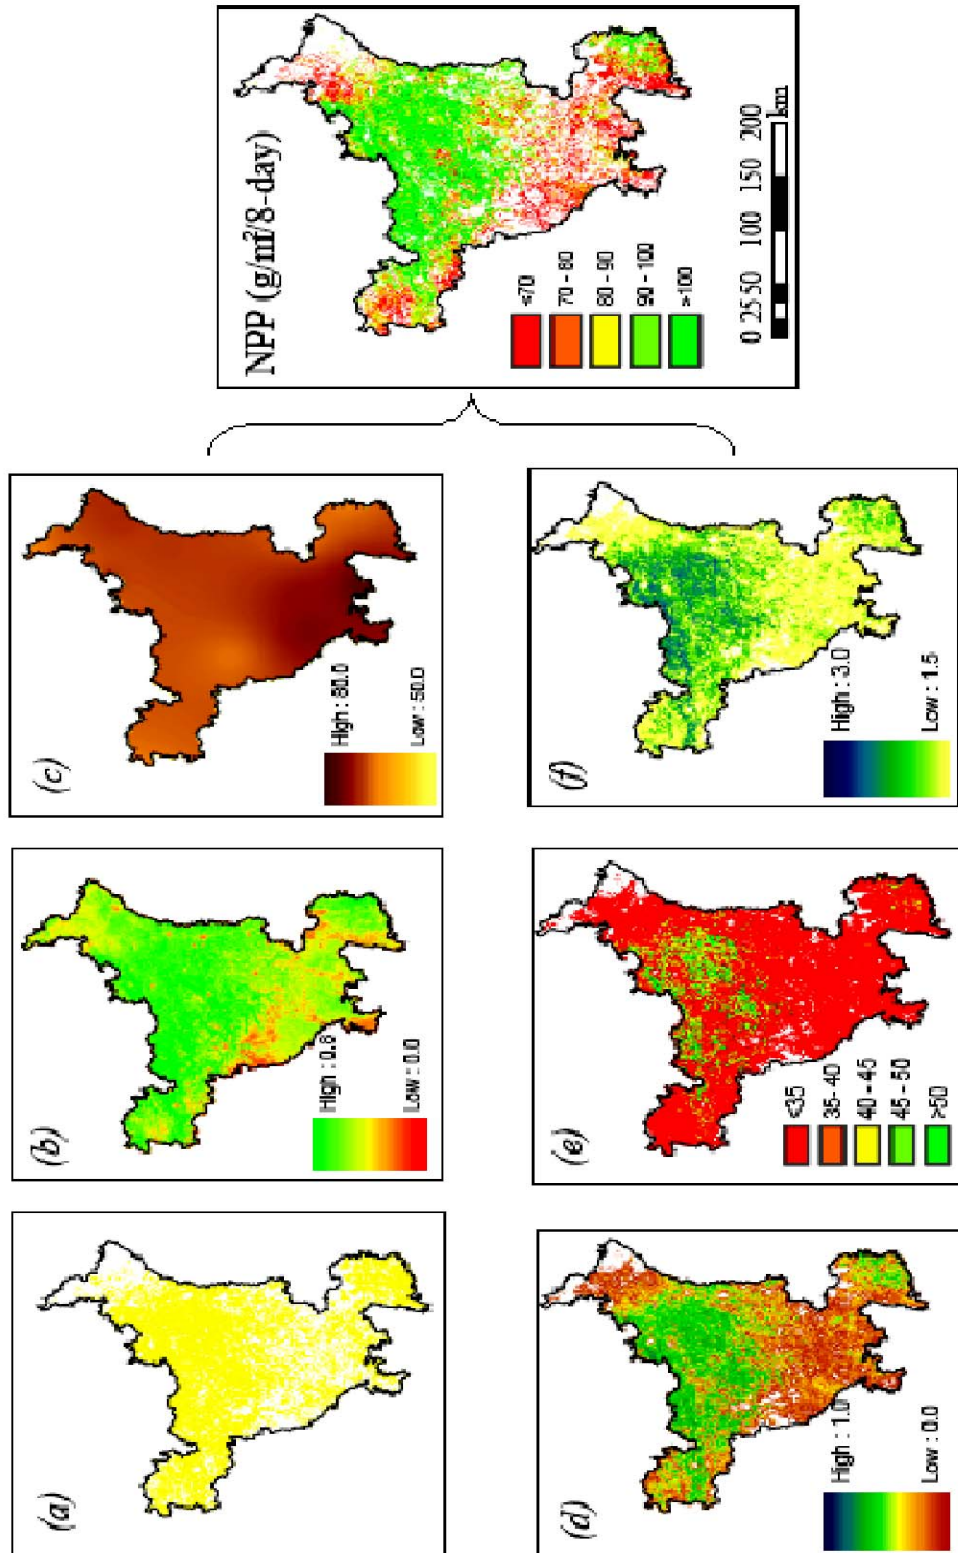 (a)
(b)
High : 0.8
Low : 0.0
(c)
High : 80.0
Low : 50.0
(d)
High : 1.0
Low : 0.0
(e)
<35
35-40
40-45
45-50
>50
(f)
High : 3.0
Low : 1.5
NPP (g/m²/8-day)
<70
70-80
80-90
90-100
>100
0 25 50 100 150 200
km